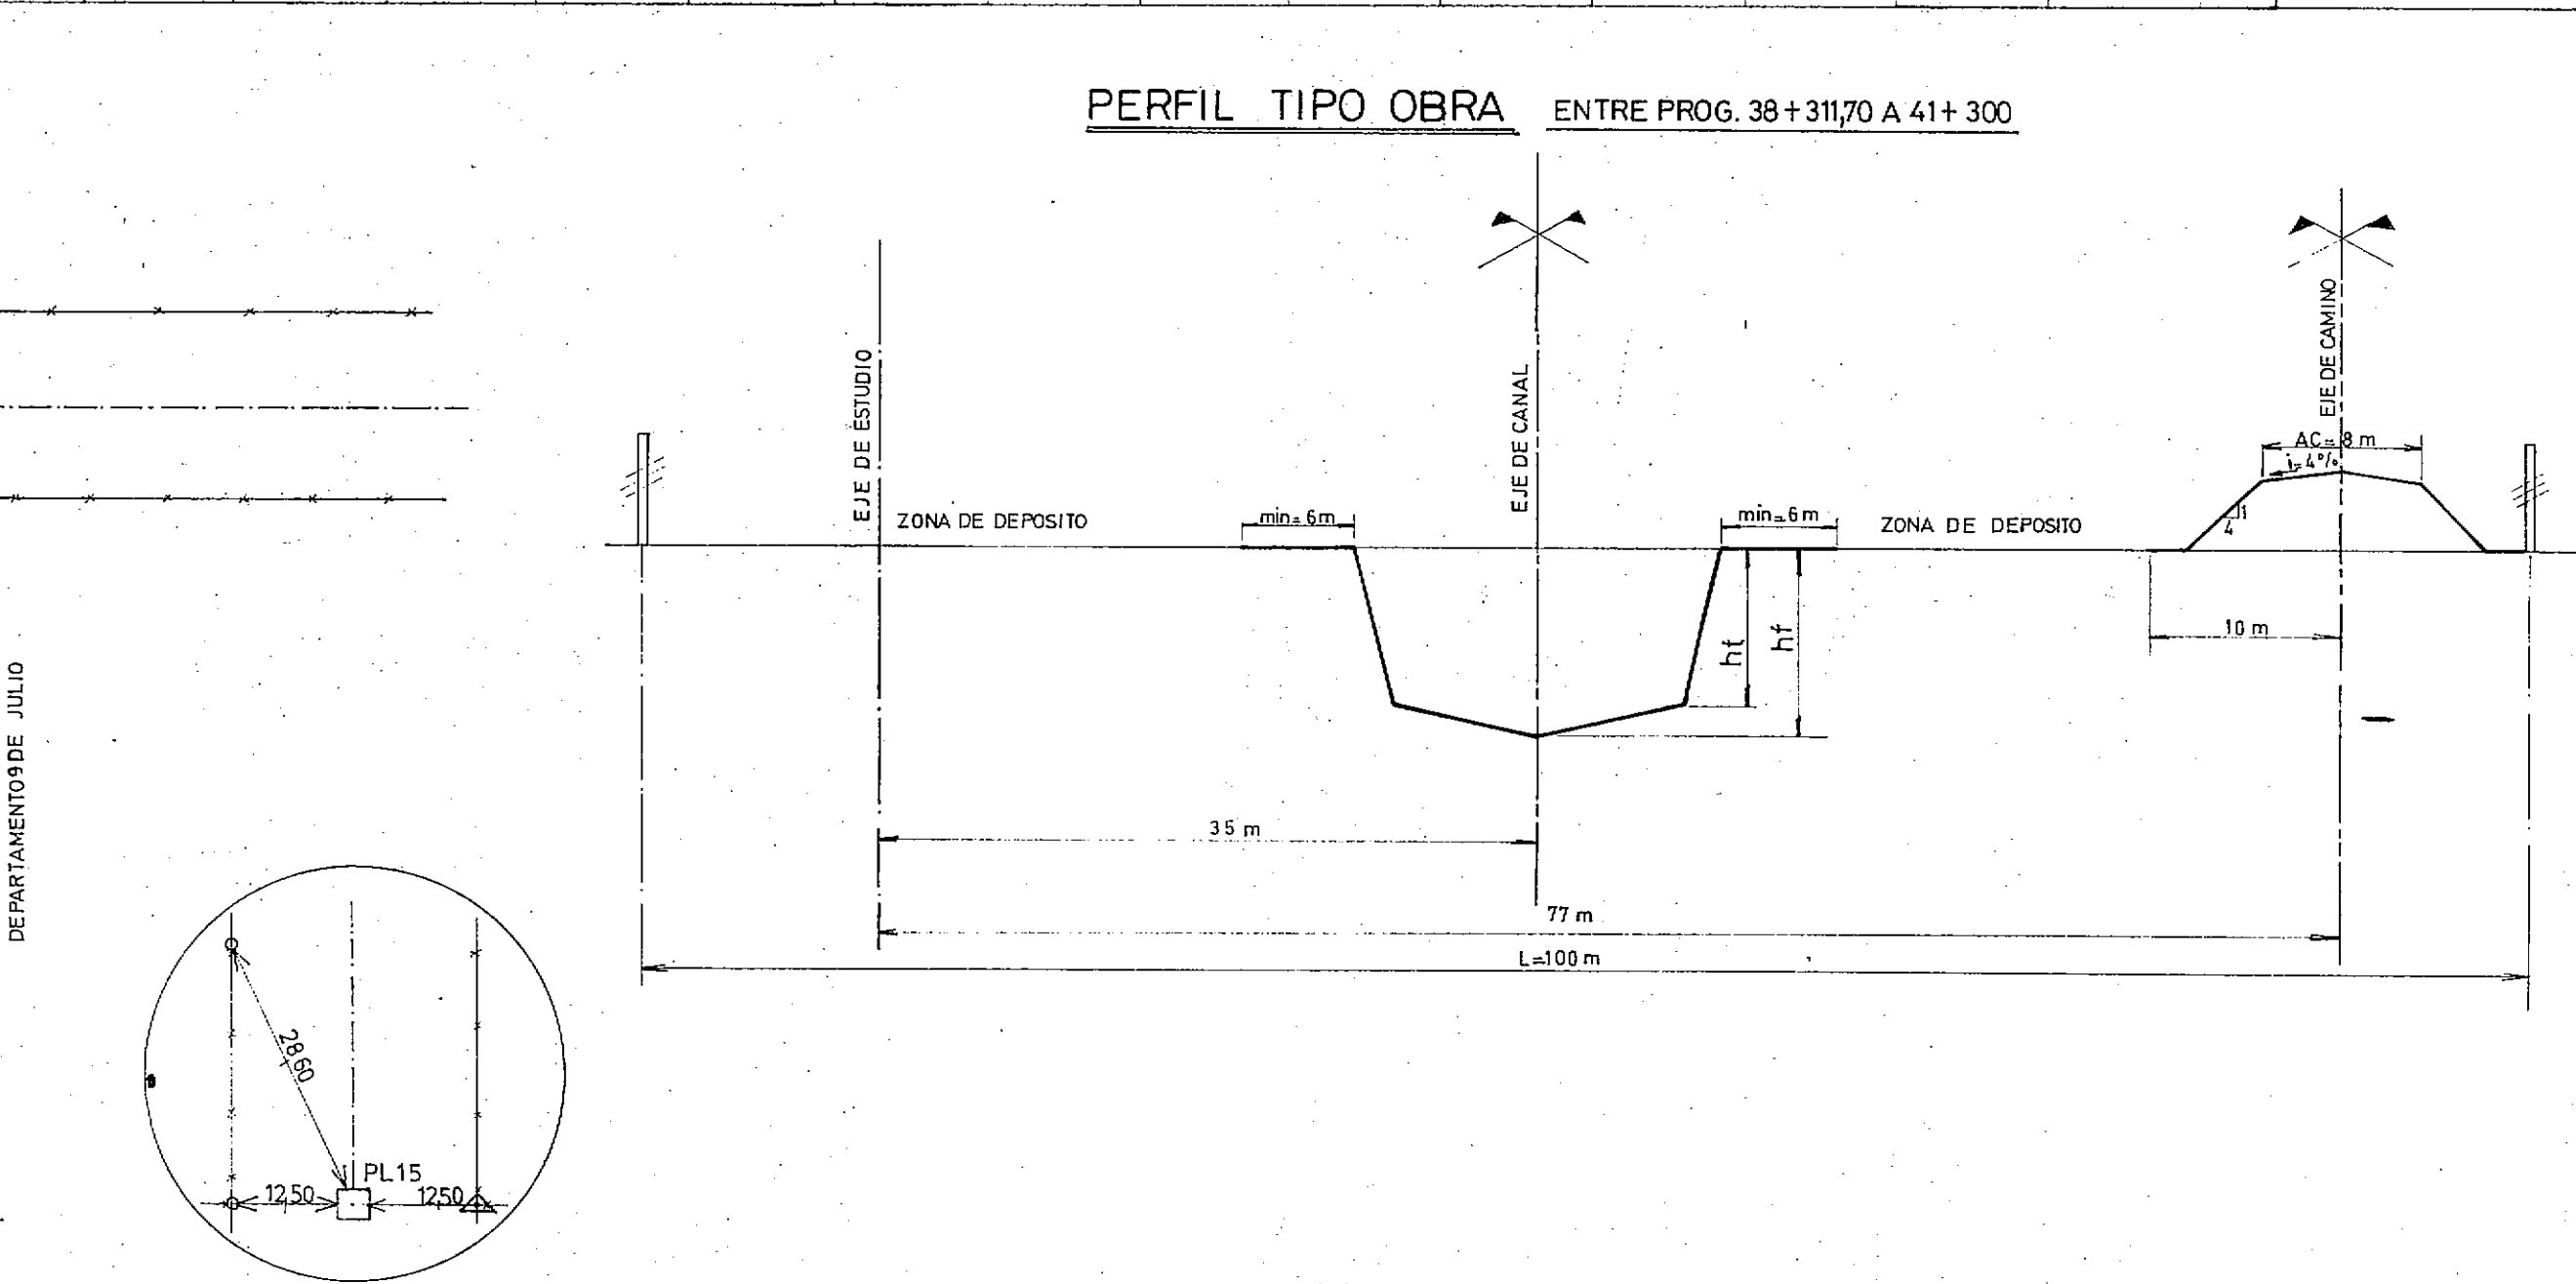 PERFIL TIPO OBRA ENTRE PROG. 38+311,70 A 41+300
EJE DE ESTUDIO
EJE DE CANAL
EJE DE CAMINO
AC=8 m
i=4%
1
4
ZONA DE DEPOSITO
min=6m
min=6m
ZONA DE DEPOSITO
ht
hf
10 m
35 m
77 m
L=100 m
DEPARTAMENTO 9 DE JULIO
28,60
PL15
12,50
12,50